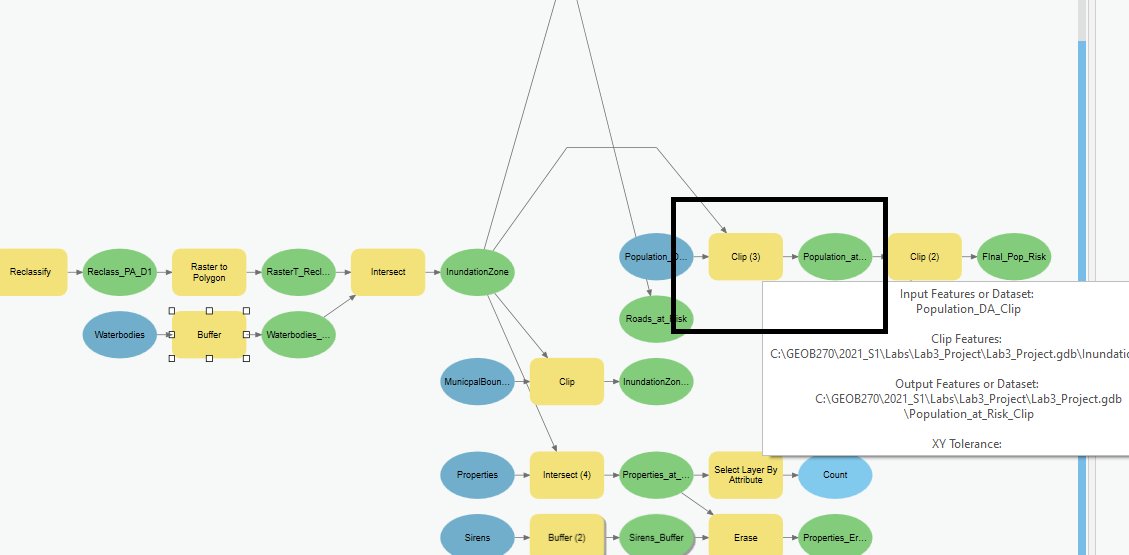 Population_D...
Clip (3)
Population_at...
Clip (2)
FInal_Pop_Risk
Reclassify
Reclass_PA_D1
Raster to
Polygon
RasterT_Recl...
Intersect
InundationZone
Input Features or Dataset:
Population_DA_Clip
Roads_at_Risk
Waterbodies
Buffer
Waterbodies_...
Clip Features:
C:\GEOB270\2021_S1\Labs\Lab3_Project\Lab3_Project.gdb\Inundatio
MunicpalBoun...
Clip
InundationZon...
Output Features or Dataset:
C:\GEOB270\2021_S1\Labs\Lab3_Project\Lab3_Project.gdb
\Population_at_Risk_Clip
XY Tolerance:
Properties
Intersect (4)
Properties_at_...
Select Layer By
Attribute
Count
Sirens
Buffer (2)
Sirens_Buffer
Erase
Properties_Er...